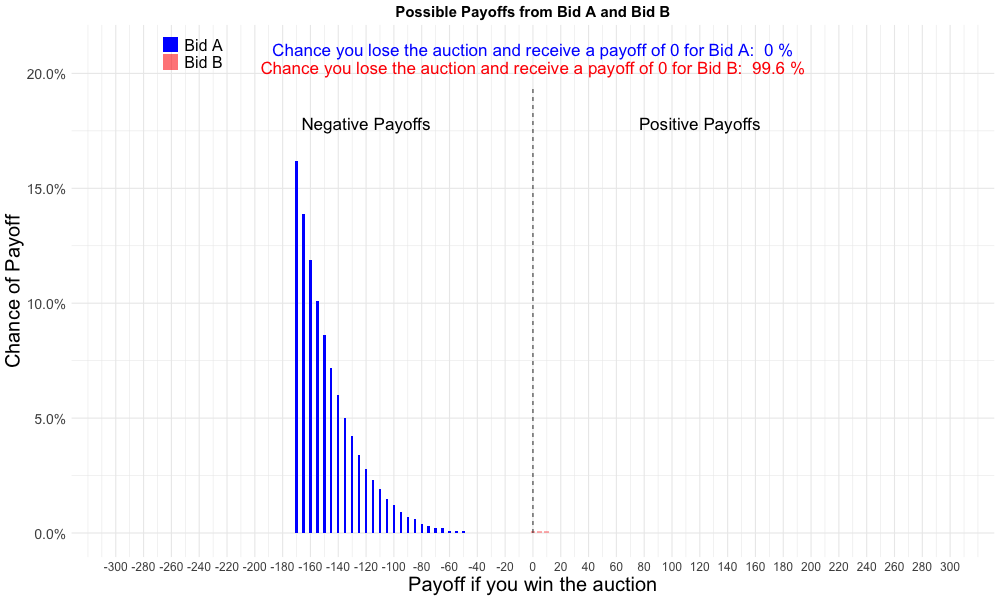 Possible Payoffs from Bid A and Bid B
Bid A
Bid B
Chance you lose the auction and receive a payoff of 0 for Bid A:  0 %
Chance you lose the auction and receive a payoff of 0 for Bid B:  99.6 %
Negative Payoffs
Positive Payoffs
Chance of Payoff
20.0%
15.0%
10.0%
5.0%
0.0%
-300 -280 -260 -240 -220 -200 -180 -160 -140 -120 -100 -80 -60 -40 -20 0 20 40 60 80 100 120 140 160 180 200 220 240 260 280 300
Payoff if you win the auction